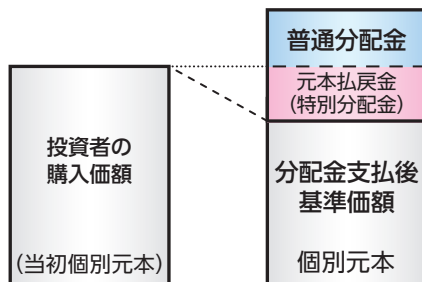 普通分配金
元本払戻金
(特別分配金)
投資者の
購入価額
(当初個別元本)
分配金支払後
基準価額
個別元本